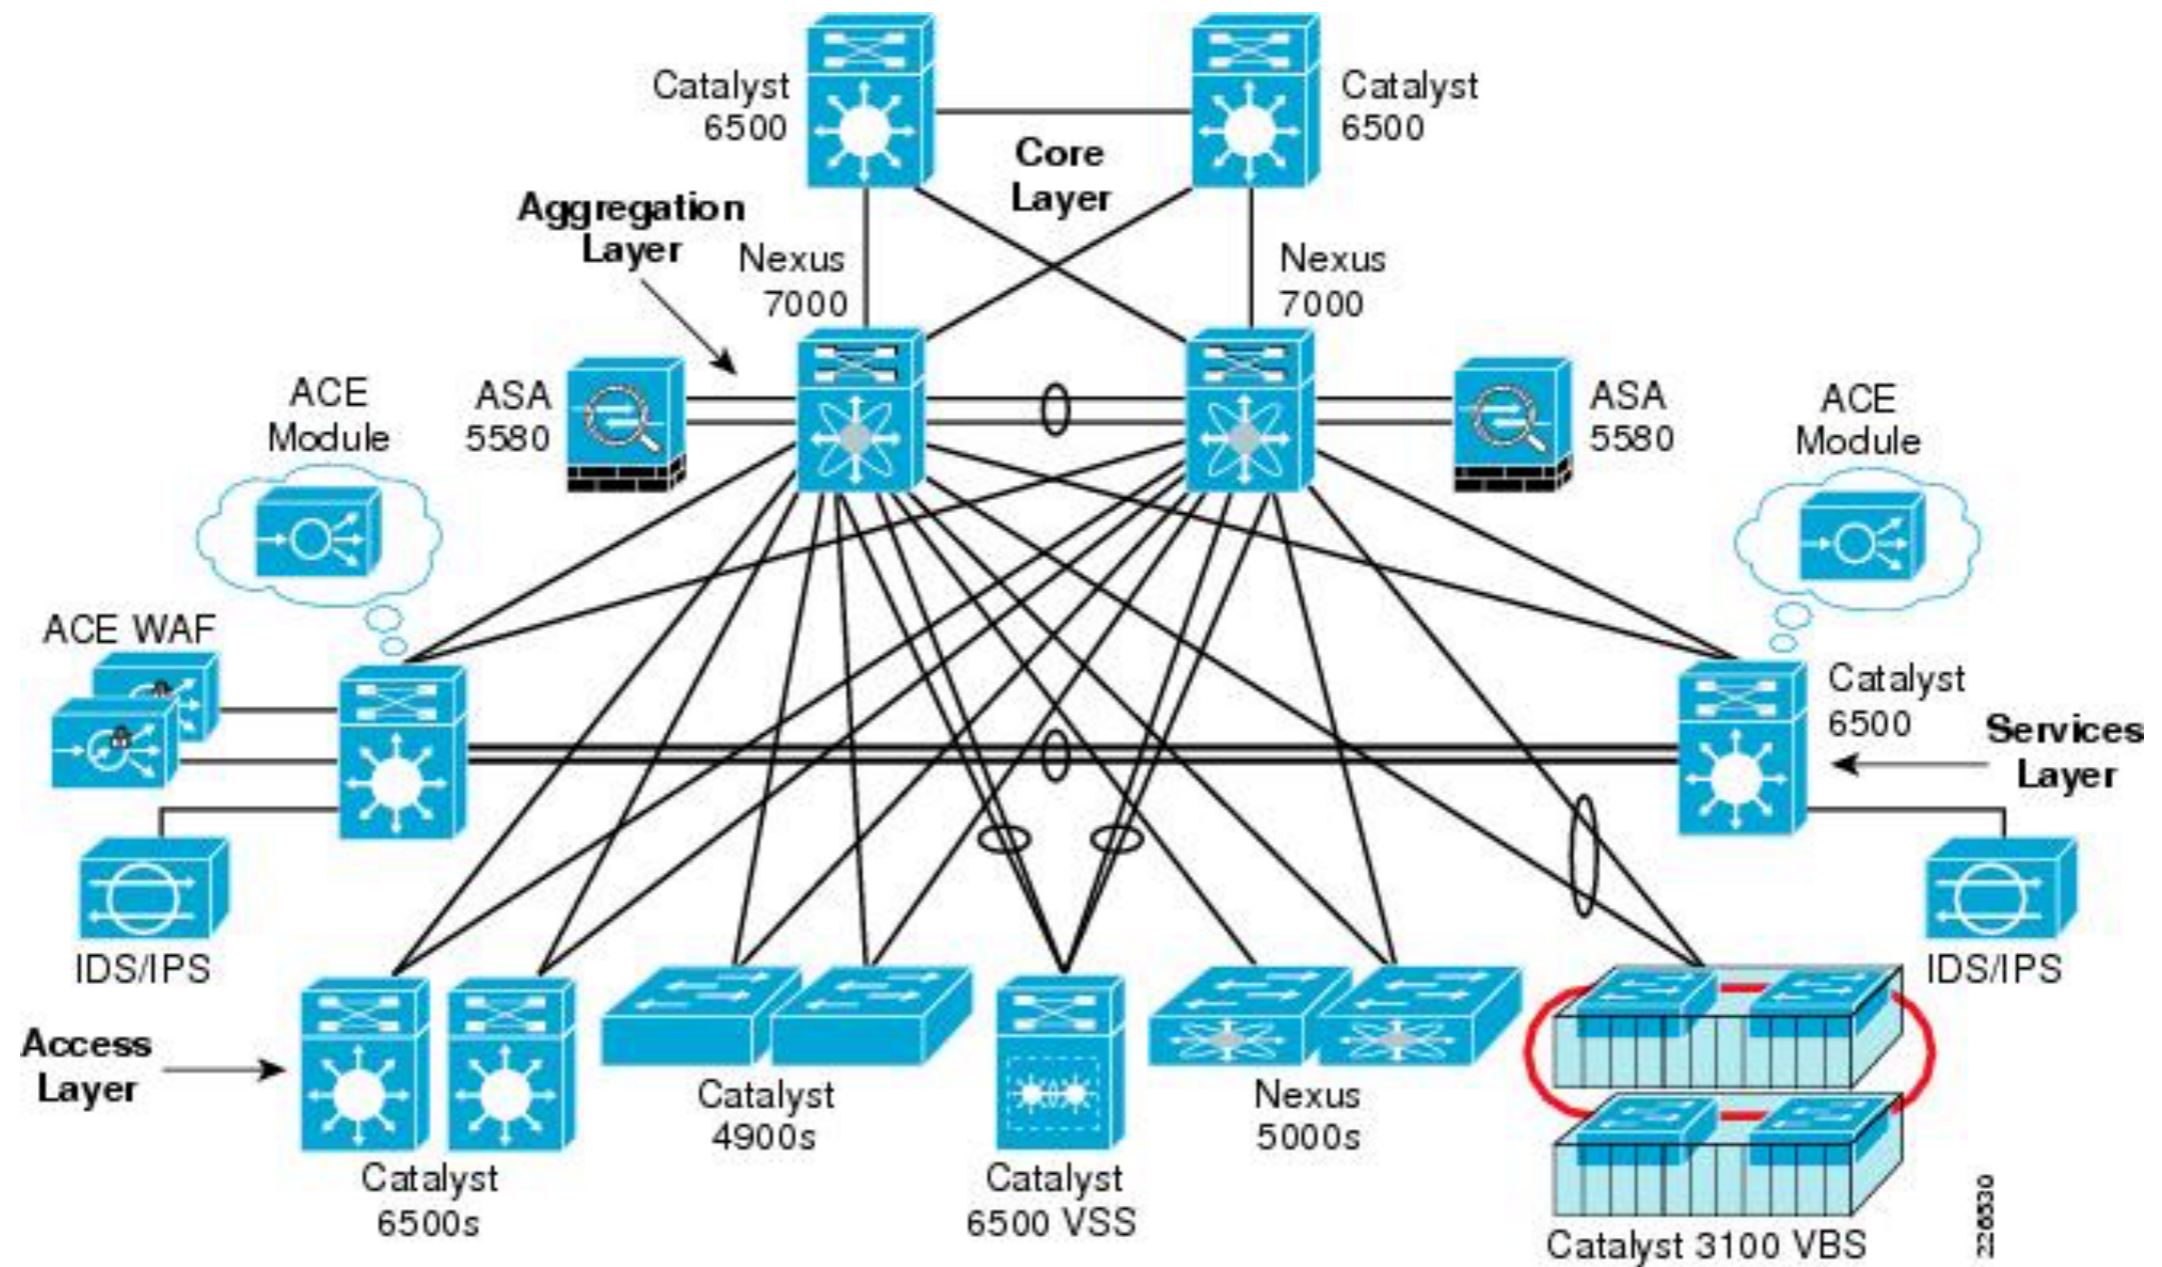 Catalyst
6500
Catalyst
6500
Core
Layer
Aggregation
Layer
Nexus
7000
Nexus
7000
ACE
Module
ASA
5580
ASA
5580
ACE
Module
ACE WAF
Catalyst
6500
Services
Layer
IDS/IPS
IDS/IPS
Access
Layer
Catalyst
6500s
Catalyst
4900s
Catalyst
6500 VSS
Nexus
5000s
Catalyst 3100 VBS
226530